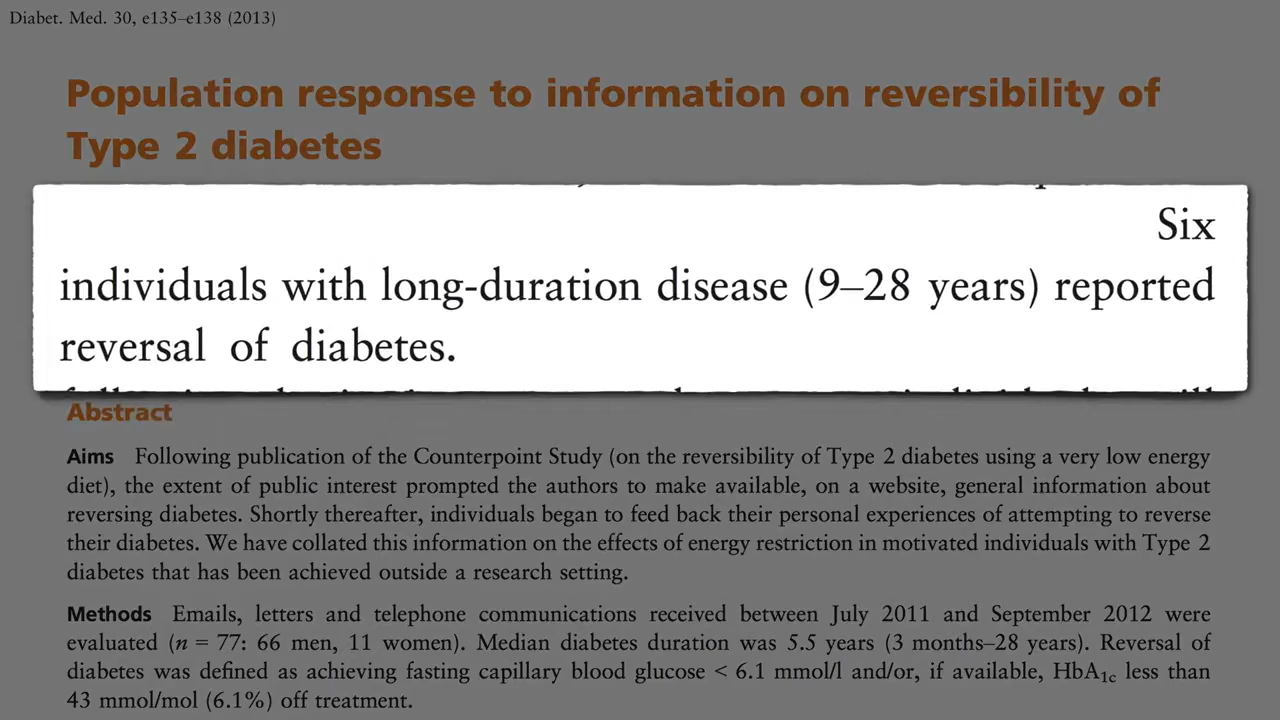 Diabet. Med. 30, e135–e138 (2013)
Population response to information on reversibility of
Type 2 diabetes
Six
individuals with long-duration disease (9–28 years) reported
reversal of diabetes.
Abstract
Aims Following publication of the Counterpoint Study (on the reversibility of Type 2 diabetes using a very low energy
diet), the extent of public interest prompted the authors to make available, on a website, general information about
reversing diabetes. Shortly thereafter, individuals began to feed back their personal experiences of attempting to reverse
their diabetes. We have collated this information on the effects of energy restriction in motivated individuals with Type 2
diabetes that has been achieved outside a research setting.
Methods Emails, letters and telephone communications received between July 2011 and September 2012 were
evaluated (n = 77: 66 men, 11 women). Median diabetes duration was 5.5 years (3 months–28 years). Reversal of
diabetes was defined as achieving fasting capillary blood glucose < 6.1 mmol/l and/or, if available, HbA1c less than
43 mmol/mol (6.1%) off treatment.